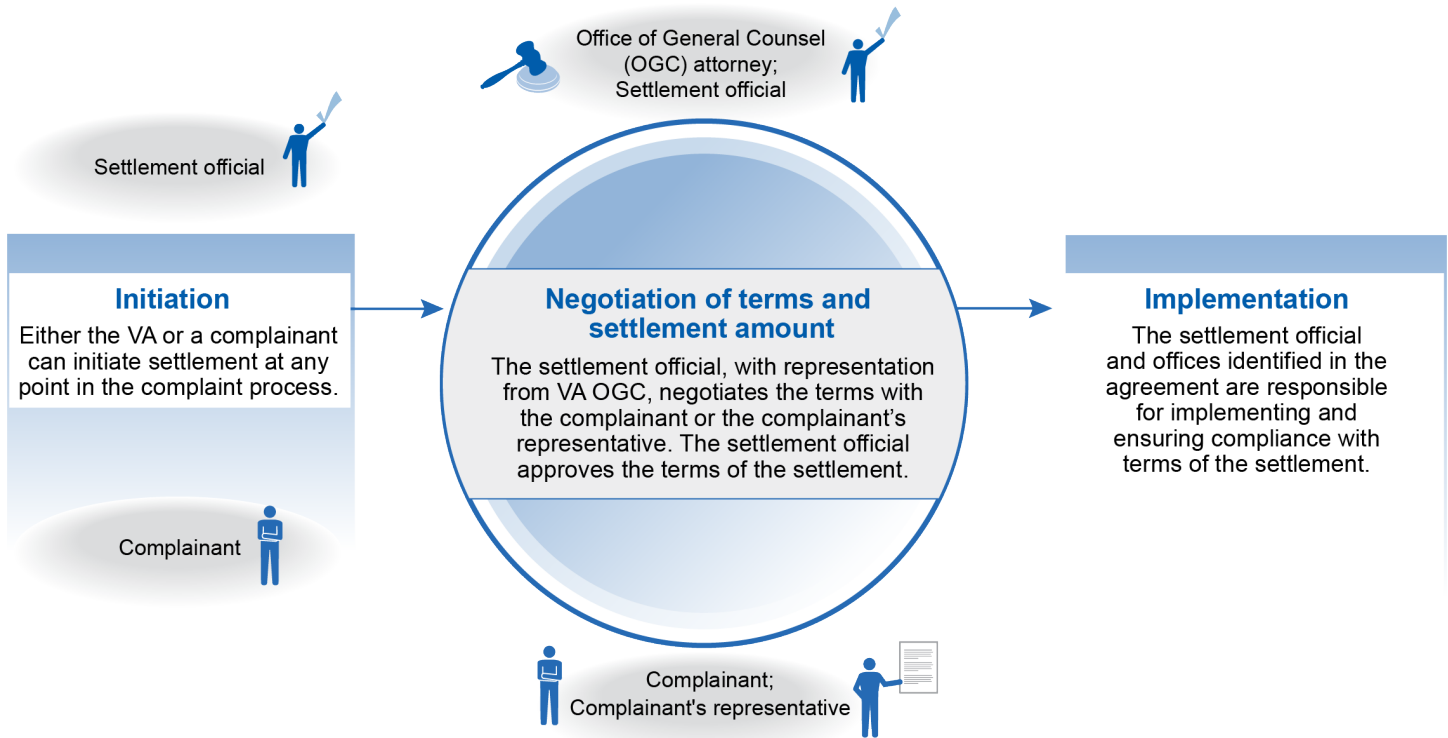 Office of General Counsel
(OGC) attorney;
Settlement official
Settlement official
Initiation
Either the VA or a complainant
can initiate settlement at any
point in the complaint process.
Complainant
Negotiation of terms and
settlement amount
The settlement official, with representation
from VA OGC, negotiates the terms with
the complainant or the complainant’s
representative. The settlement official
approves the terms of the settlement.
Complainant;
Complainant's representative
Implementation
The settlement official
and offices identified in the
agreement are responsible
for implementing and
ensuring compliance with
terms of the settlement.